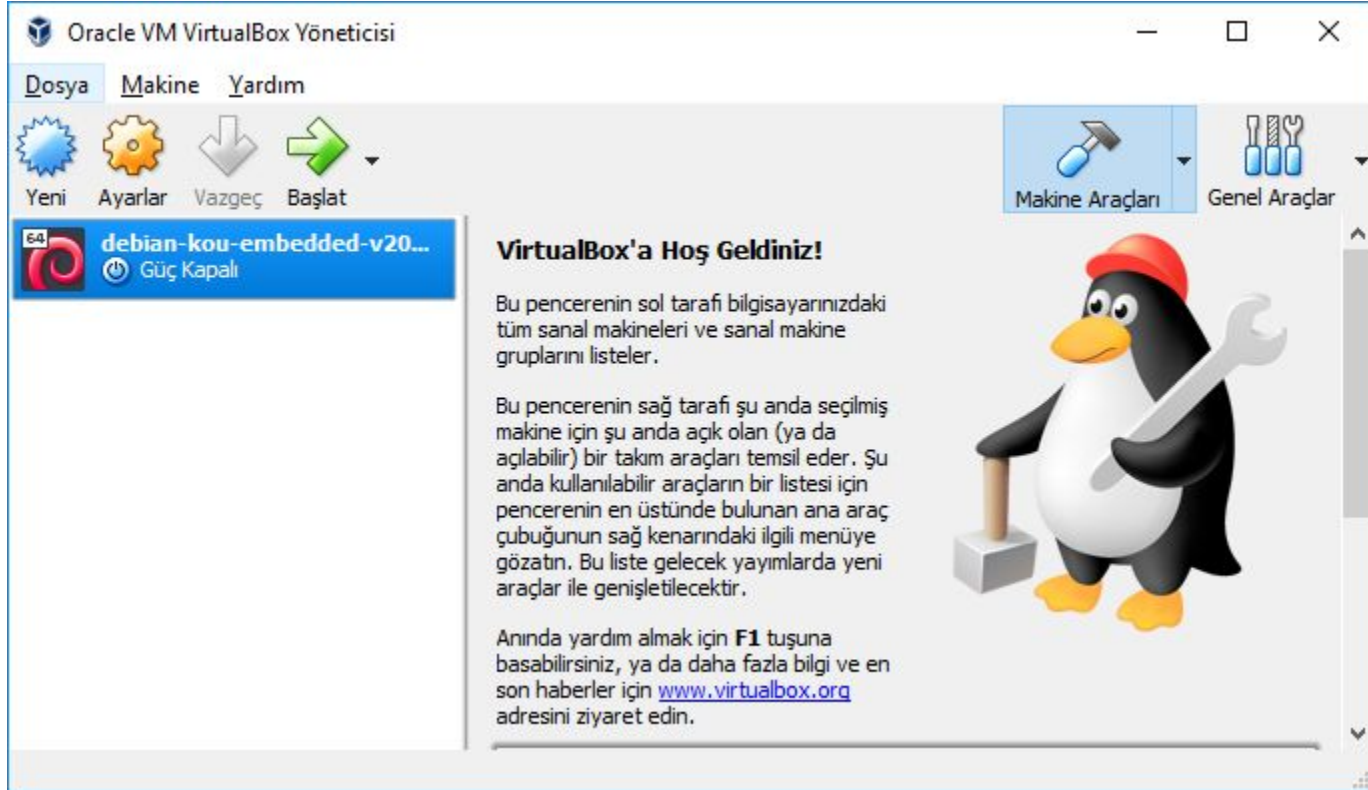 Oracle VM VirtualBox Yöneticisi
Dosya Makine Yardım
Yeni Ayarlar Vazgeç Başlat Makine Araçları Genel Araçlar
64 debian-kou-embedded-v20...
Güç Kapalı
VirtualBox'a Hoş Geldiniz!
Bu pencerenin sol tarafı bilgisayarınızdaki
tüm sanal makineleri ve sanal makine
gruplarını listeler.
Bu pencerenin sağ tarafı şu anda seçilmiş
makine için şu anda açık olan (ya da
açılabilir) bir takım araçları temsil eder. Şu
anda kullanılabilir araçların bir listesi için
pencerenin en üstünde bulunan ana araç
çubuğunun sağ kenarındaki ilgili menüye
gözatın. Bu liste gelecek yayımlarda yeni
araçlar ile genişletilecektir.
Anında yardım almak için F1 tuşuna
basabilirsiniz, ya da daha fazla bilgi ve en
son haberler için www.virtualbox.org
adresini ziyaret edin.